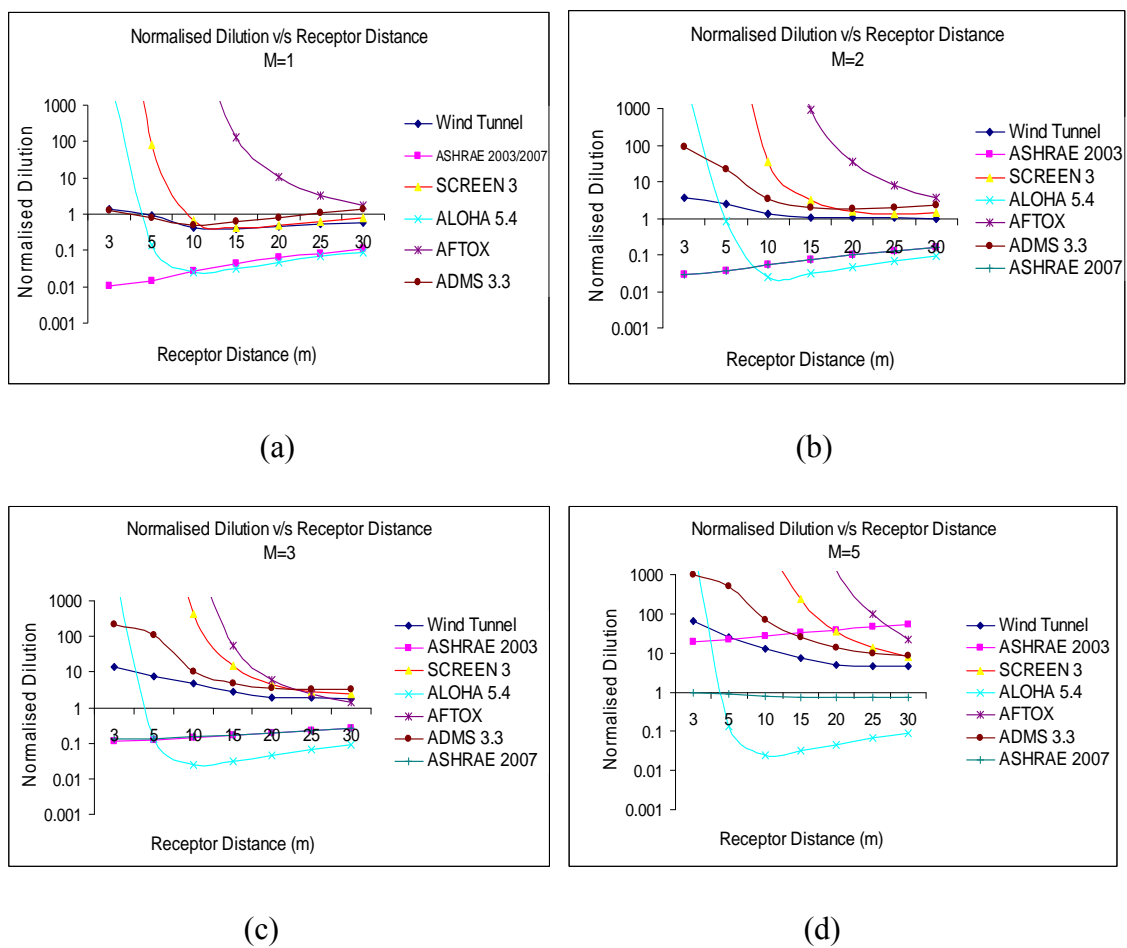 Normalised Dilution v/s Receptor Distance
M=1
Normalised Dilution
1000
100
10
1
0.1
0.01
0.001
3 5 10 15 20 25 30
Receptor Distance (m)
Wind Tunnel
ASHRAE 2003/2007
SCREEN 3
ALOHA 5.4
AFTOX
ADMS 3.3
(a)
Normalised Dilution v/s Receptor Distance
M=2
Normalised Dilution
1000
100
10
1
0.1
0.01
0.001
3 5 10 15 20 25 30
Receptor Distance (m)
Wind Tunnel
ASHRAE 2003
SCREEN 3
ALOHA 5.4
AFTOX
ADMS 3.3
ASHRAE 2007
(b)
Normalised Dilution v/s Receptor Distance
M=3
Normalised Dilution
1000
100
10
1
0.1
0.01
0.001
3 5 10 15 20 25 30
Receptor Distance (m)
Wind Tunnel
ASHRAE 2003
SCREEN 3
ALOHA 5.4
AFTOX
ADMS 3.3
ASHRAE 2007
(c)
Normalised Dilution v/s Receptor Distance
M=5
Normalised Dilution
1000
100
10
1
0.1
0.01
0.001
3 5 10 15 20 25 30
Receptor Distance (m)
Wind Tunnel
ASHRAE 2003
SCREEN 3
ALOHA 5.4
AFTOX
ADMS 3.3
ASHRAE 2007
(d)